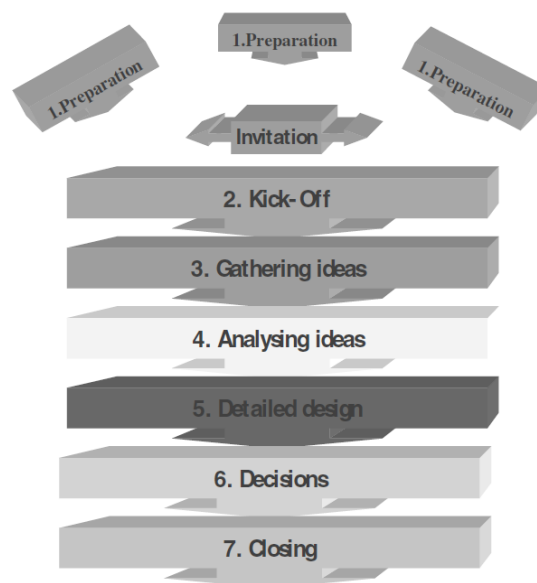 1.Preparation
1.Preparation
1.Preparation
Invitation
2. Kick-Off
3. Gathering ideas
4. Analysing ideas
5. Detailed design
6. Decisions
7. Closing